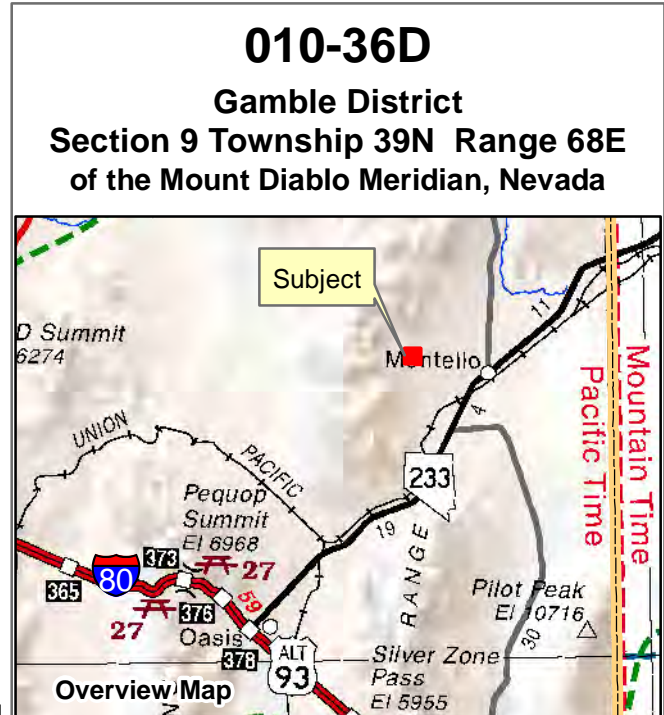 010-36D
Gamble District
Section 9 Township 39N Range 68E
of the Mount Diablo Meridian, Nevada
Subject
D Summit
6274
Montello
11
4
Mountain Time
Pacific Time
UNION
PACIFIC
233
19
RANGE
Pequop
Summit
El 6968
373
27
80
365
376
59
27
Oasis
378
ALT
93
Pilot Peak
El 10716
30
Silver Zone
Pass
El 5955
Overview Map